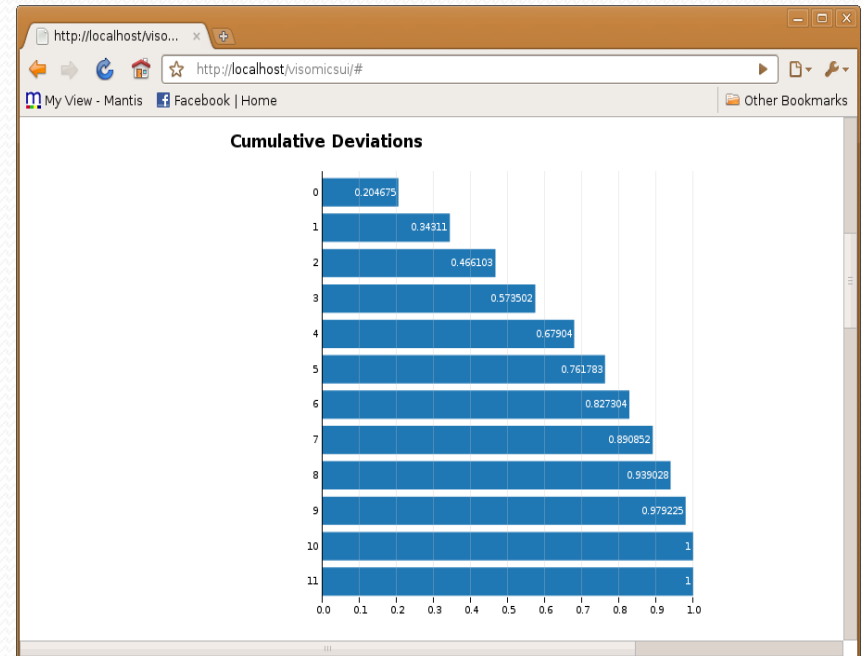 http://localhost/viso...
http://localhost/visomicsui/#
My View - Mantis Facebook | Home Other Bookmarks
Cumulative Deviations
0 0.204675
1 0.34311
2 0.466103
3 0.573502
4 0.67904
5 0.761783
6 0.827304
7 0.890852
8 0.939028
9 0.979225
10 1
11 1
0.0 0.1 0.2 0.3 0.4 0.5 0.6 0.7 0.8 0.9 1.0